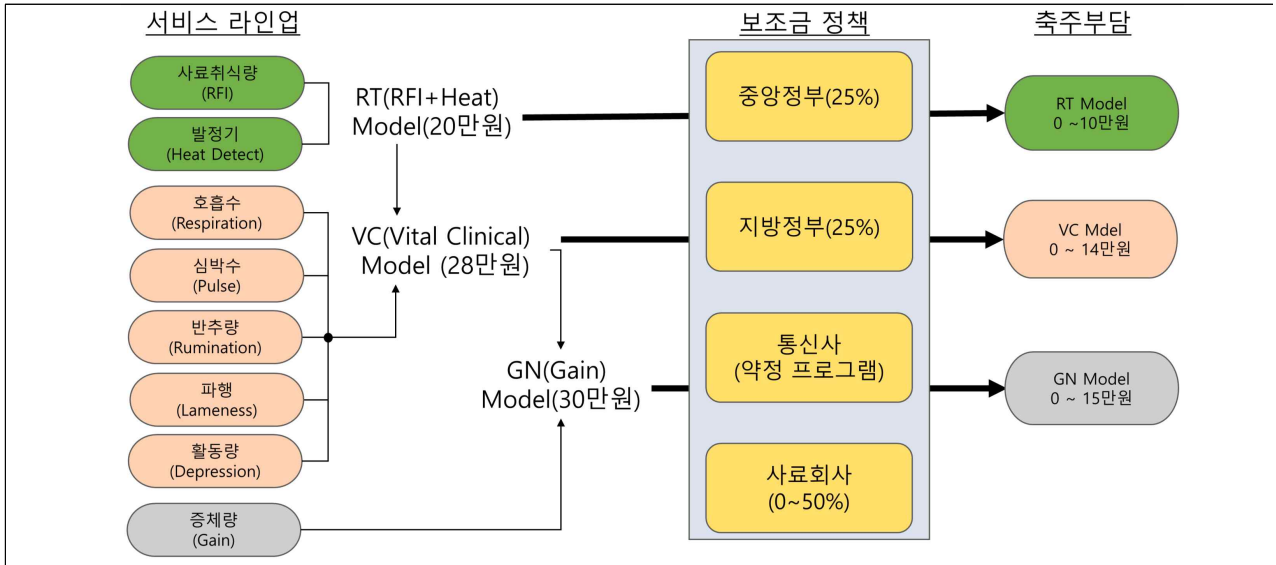 서비스 라인업
사료취식량
(RFI)
발정기
(Heat Detect)
호흡수
(Respiration)
심박수
(Pulse)
반추량
(Rumination)
파행
(Lameness)
활동량
(Depression)
증체량
(Gain)
RT(RFI+Heat)
Model(20만원)
VC(Vital Clinical)
Model (28만원)
GN(Gain)
Model(30만원)
보조금 정책
중앙정부(25%)
지방정부(25%)
통신사
(약정 프로그램)
사료회사
(0~50%)
축주부담
RT Model
0 ~10만원
VC Mdel
0 ~ 14만원
GN Model
0 ~ 15만원